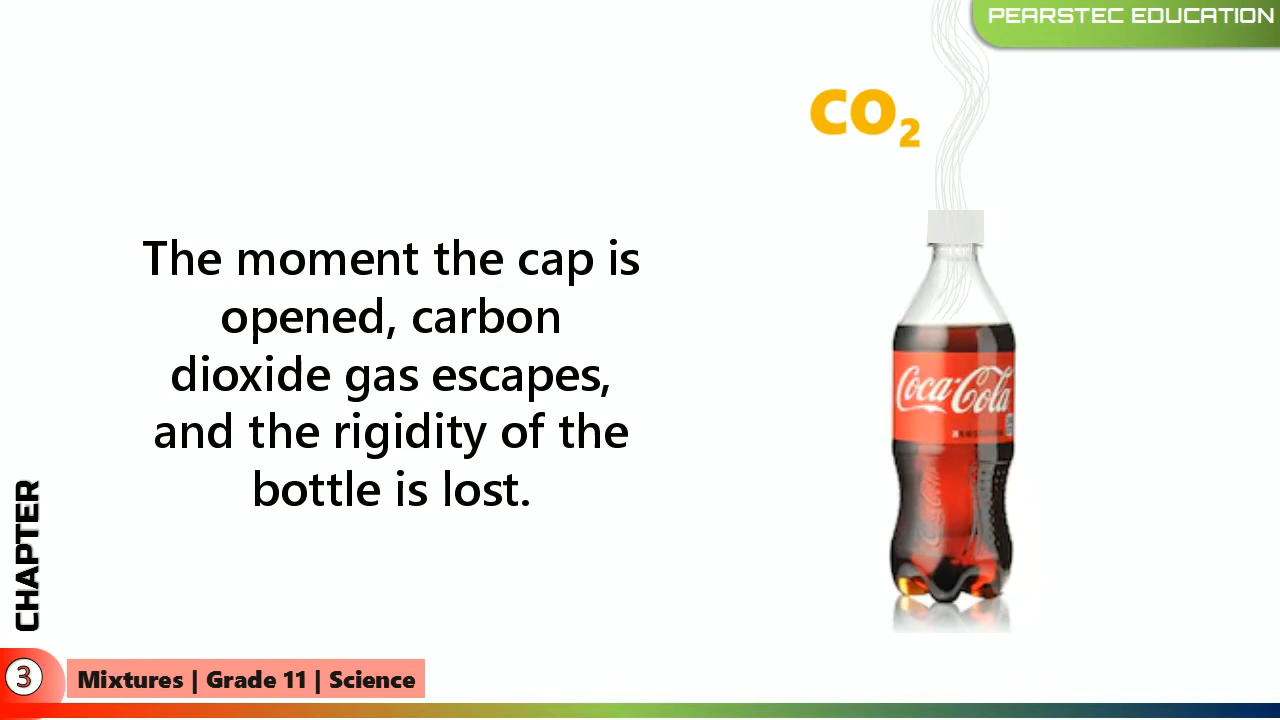 PEARSTEC EDUCATION
CO₂
The moment the cap is
opened, carbon
dioxide gas escapes,
and the rigidity of the
bottle is lost.
Coca-Cola
CHAPTER
3
Mixtures | Grade 11 | Science